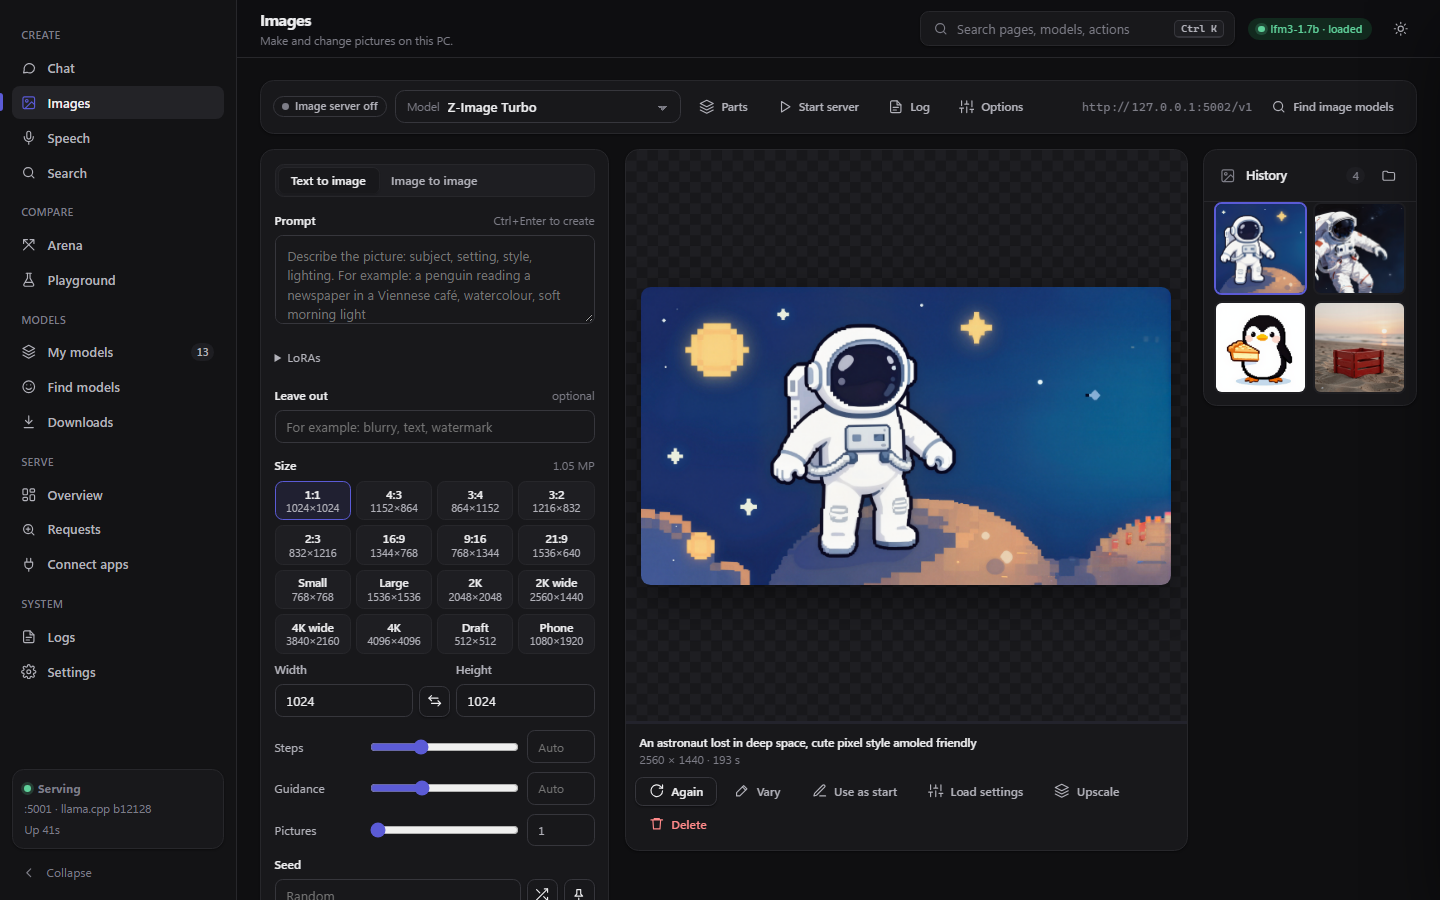 CREATE
Chat
Images
Speech
Search
COMPARE
Arena
Playground
MODELS
My models 13
Find models
Downloads
SERVE
Overview
Requests
Connect apps
SYSTEM
Logs
Settings
Serving
:5001 · llama.cpp b12128
Up 41s
Collapse
Images
Make and change pictures on this PC.
Search pages, models, actions Ctrl K
lfm3-1.7b · loaded
Image server off
Model Z-Image Turbo
Parts
Start server
Log
Options
http://127.0.0.1:5002/v1
Find image models
Text to image
Image to image
Prompt Ctrl+Enter to create
Describe the picture: subject, setting, style,
lighting. For example: a penguin reading a
newspaper in a Viennese café, watercolour, soft
morning light
LoRAs
Leave out optional
For example: blurry, text, watermark
Size 1.05 MP
1:1 4:3 3:4 3:2
1024×1024 1152×864 864×1152 1216×832
2:3 16:9 9:16 21:9
832×1216 1344×768 768×1344 1536×640
Small Large 2K 2K wide
768×768 1536×1536 2048×2048 2560×1440
4K wide 4K Draft Phone
3840×2160 4096×4096 512×512 1080×1920
Width Height
1024 1024
Steps Auto
Guidance Auto
Pictures 1
Seed
Random
An astronaut lost in deep space, cute pixel style amoled friendly
2560 × 1440 · 193 s
Again
Vary
Use as start
Load settings
Upscale
Delete
History 4